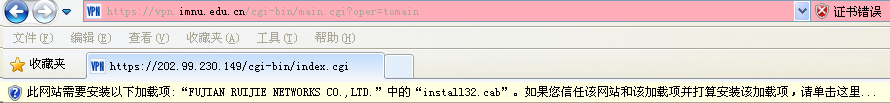 VPN https://vpn.imnu.edu.cn/cgi-bin/main.cgi?oper=tomain 证书错误
文件(F) 编辑(E) 查看(V) 收藏夹(A) 工具(T) 帮助(H)
收藏夹 VPN https://202.99.230.149/cgi-bin/index.cgi
此网站需要安装以下加载项:“FUJIAN RUIJIE NETWORKS CO.,LTD.”中的“install32.cab”。如果您信任该网站和该加载项并打算安装该加载项，请单击这里...